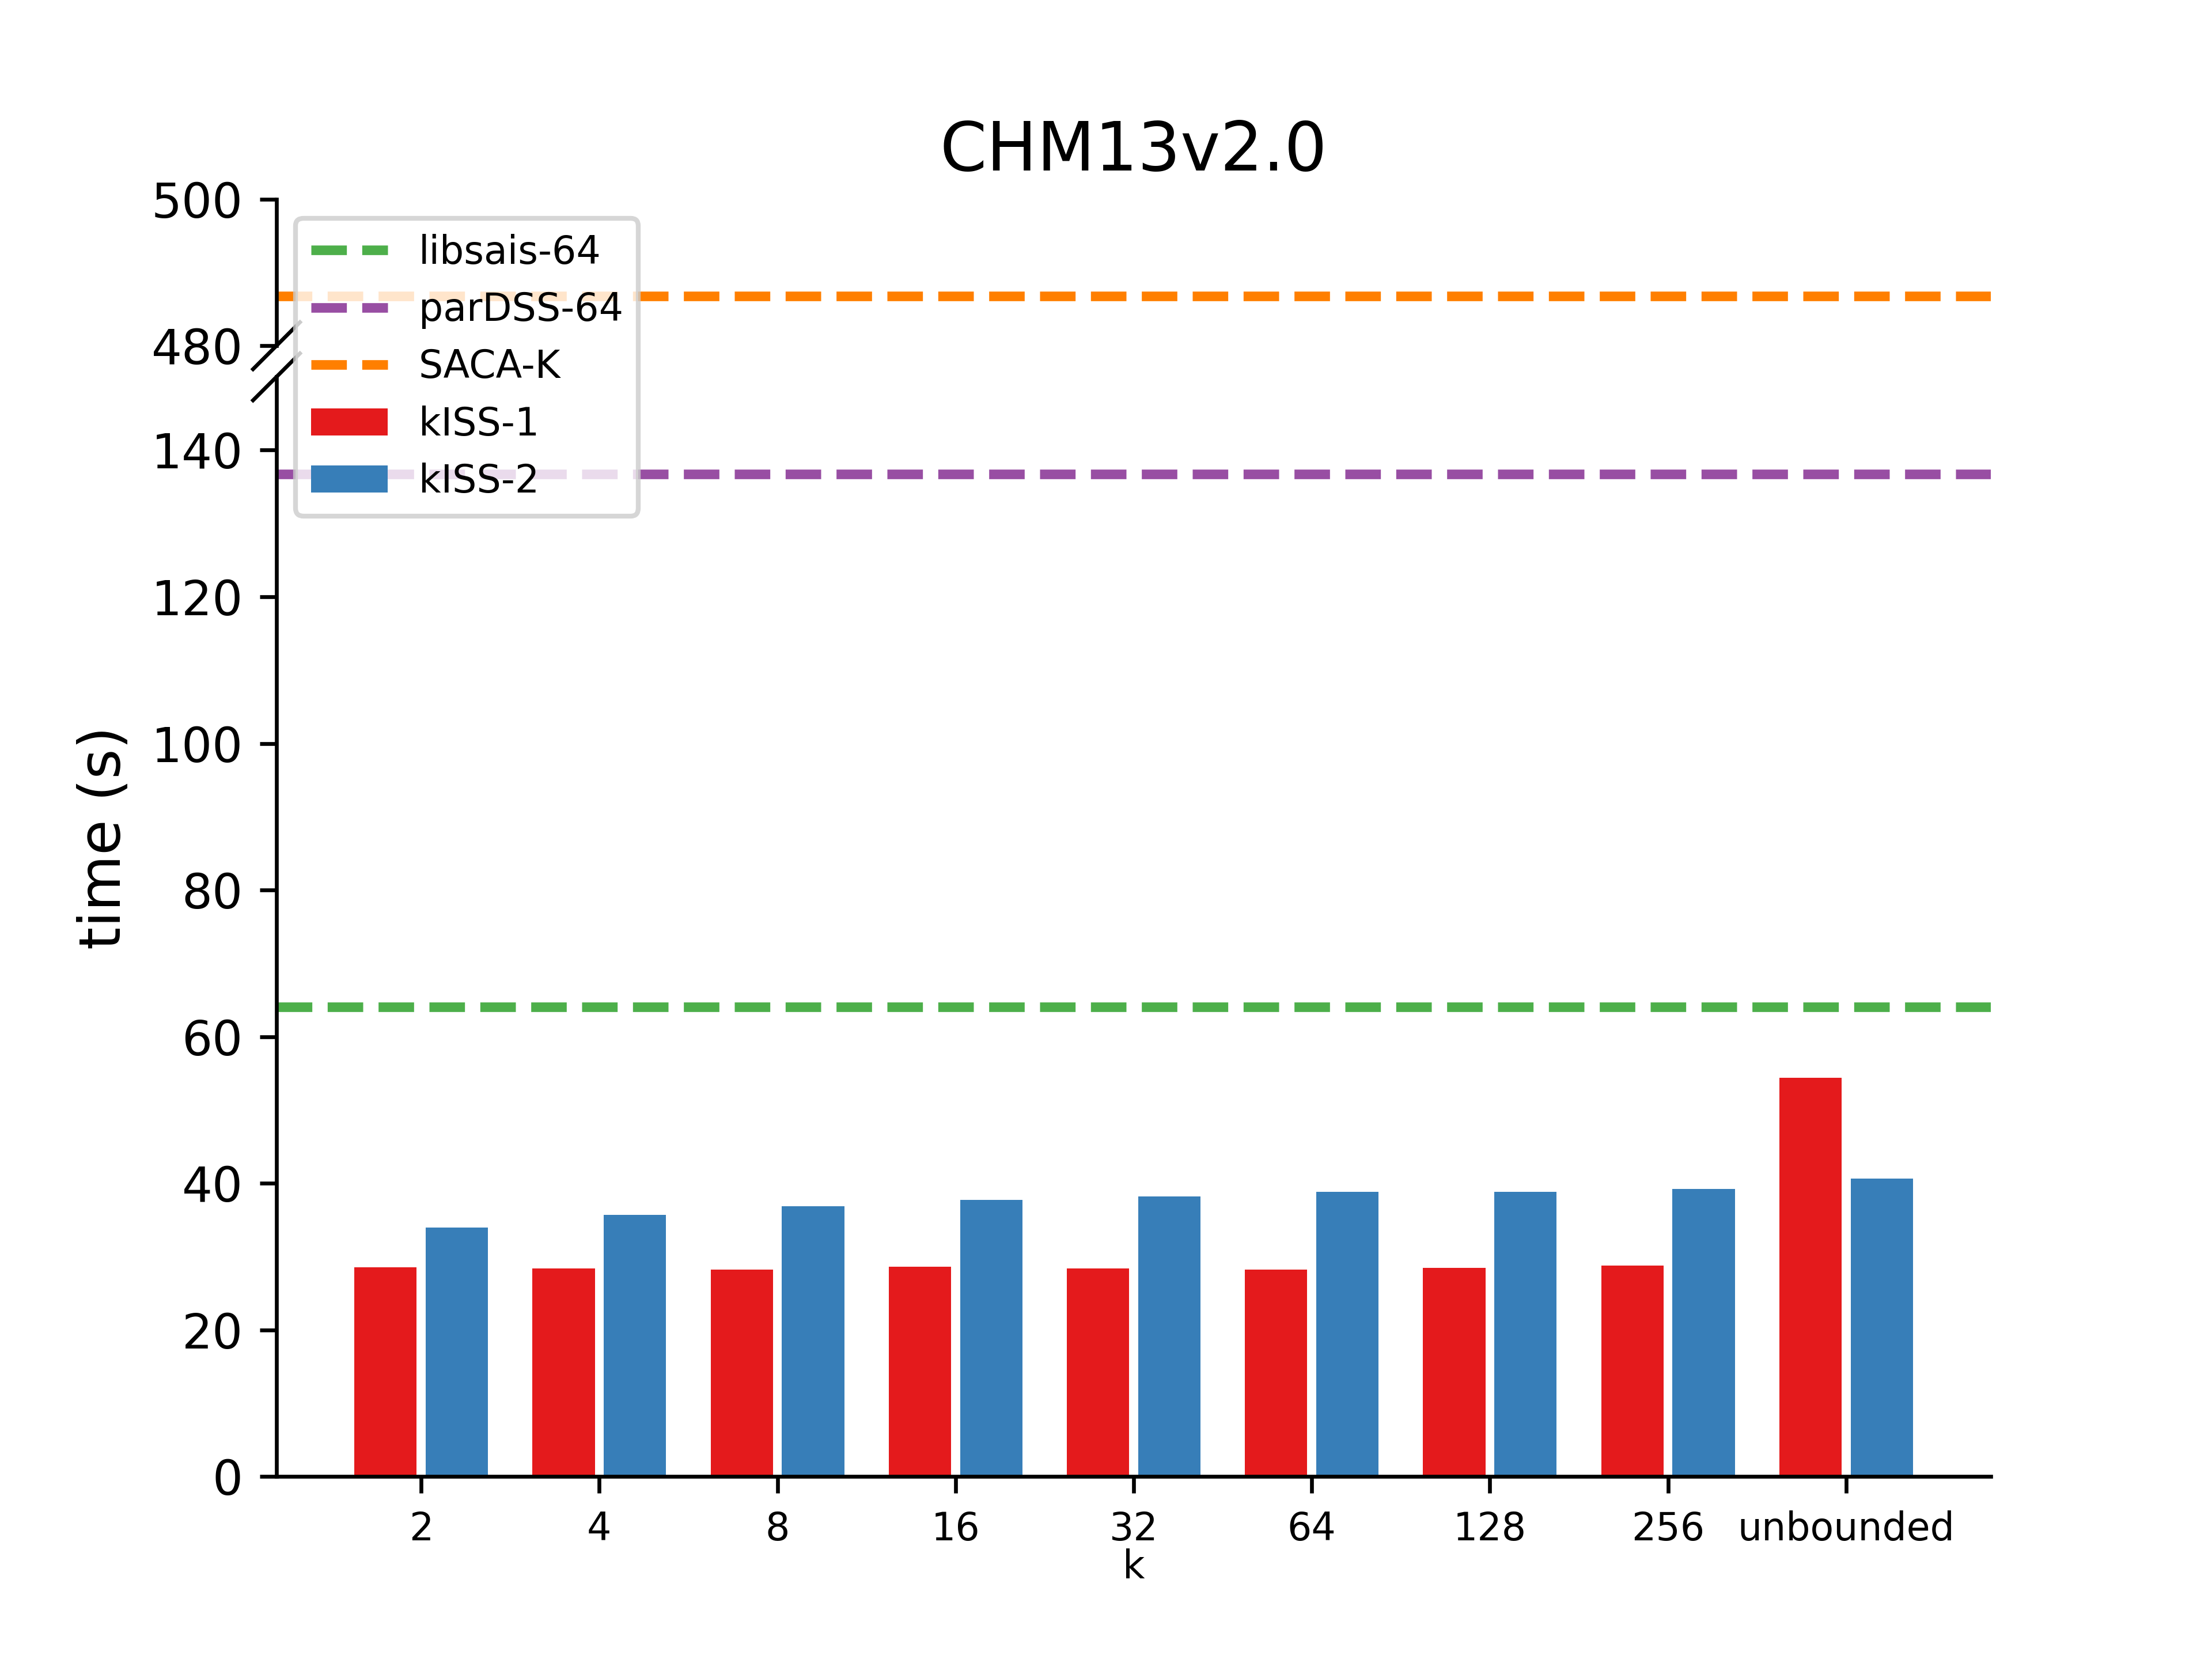 CHM13v2.0
500
480
140
120
100
80
60
40
20
0
time (s)
libsais-64
parDSS-64
SACA-K
kISS-1
kISS-2
2 4 8 16 32 64 128 256 unbounded
k